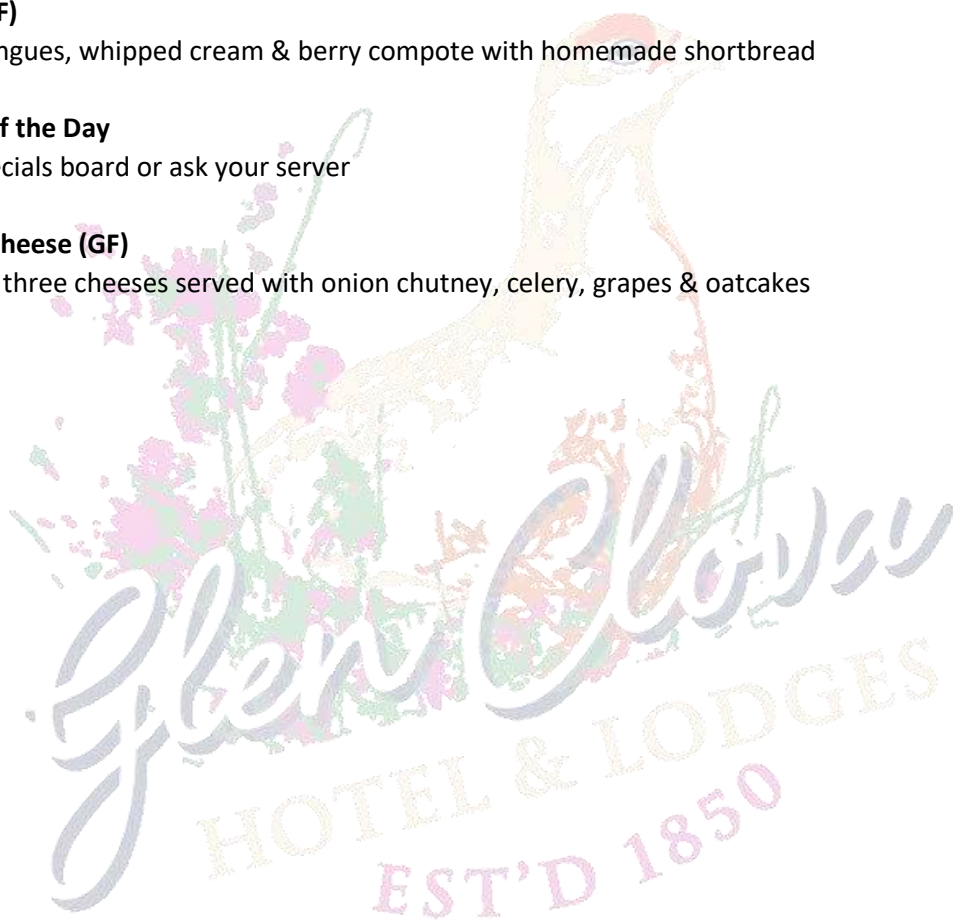 F)
ngues, whipped cream & berry compote with homemade shortbread
f the Day
cials board or ask your server
heese (GF)
three cheeses served with onion chutney, celery, grapes & oatcakes
Glen Clova
HOTEL & LODGES
EST'D 1850